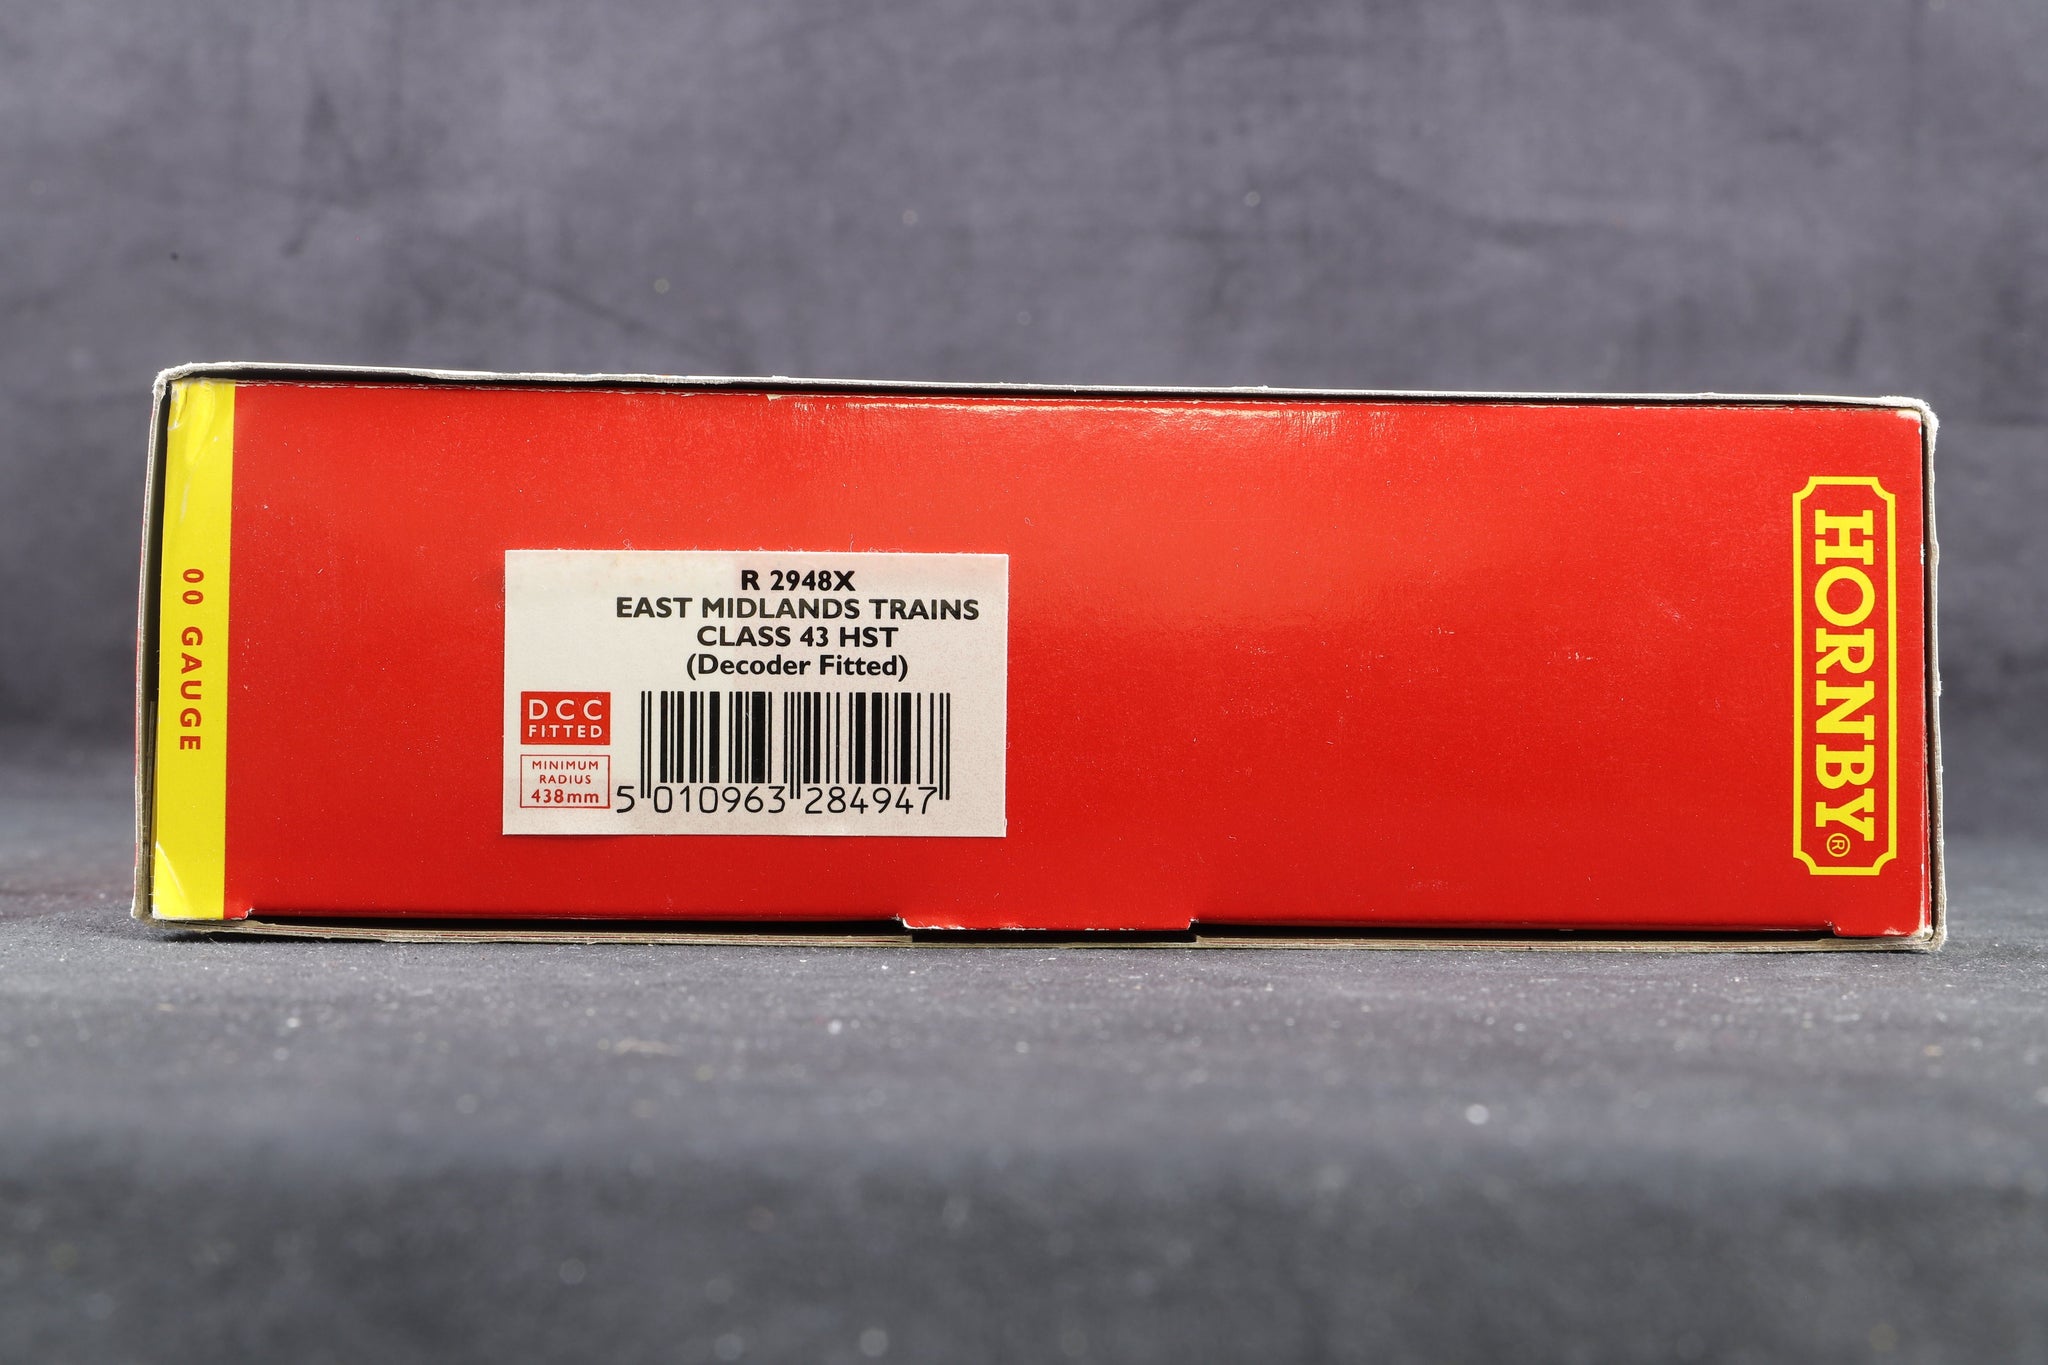 00 GAUGE
R 2948X
EAST MIDLANDS TRAINS
CLASS 43 HST
(Decoder Fitted)
DCC
FITTED
MINIMUM
RADIUS
438mm
5 010963 284947
HORNBY®